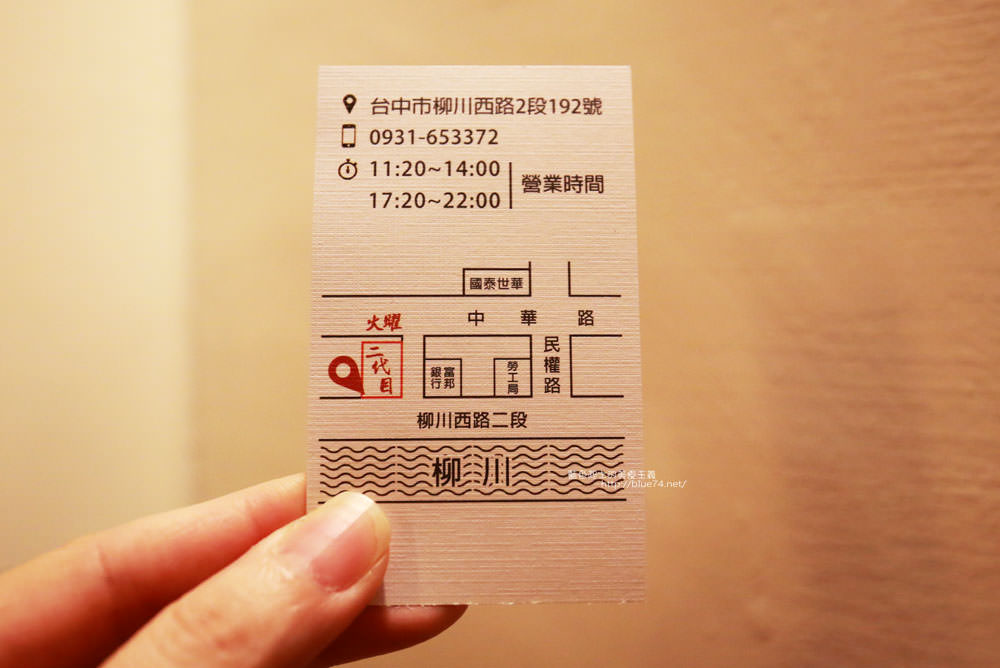 台中市柳川西路2段192號
0931-653372
11:20~14:00
17:20~22:00
營業時間
國泰世華
中華路
火曜
二代目
富邦
銀行
勞工局
民權路
柳川西路二段
柳川
http://blue74.net/